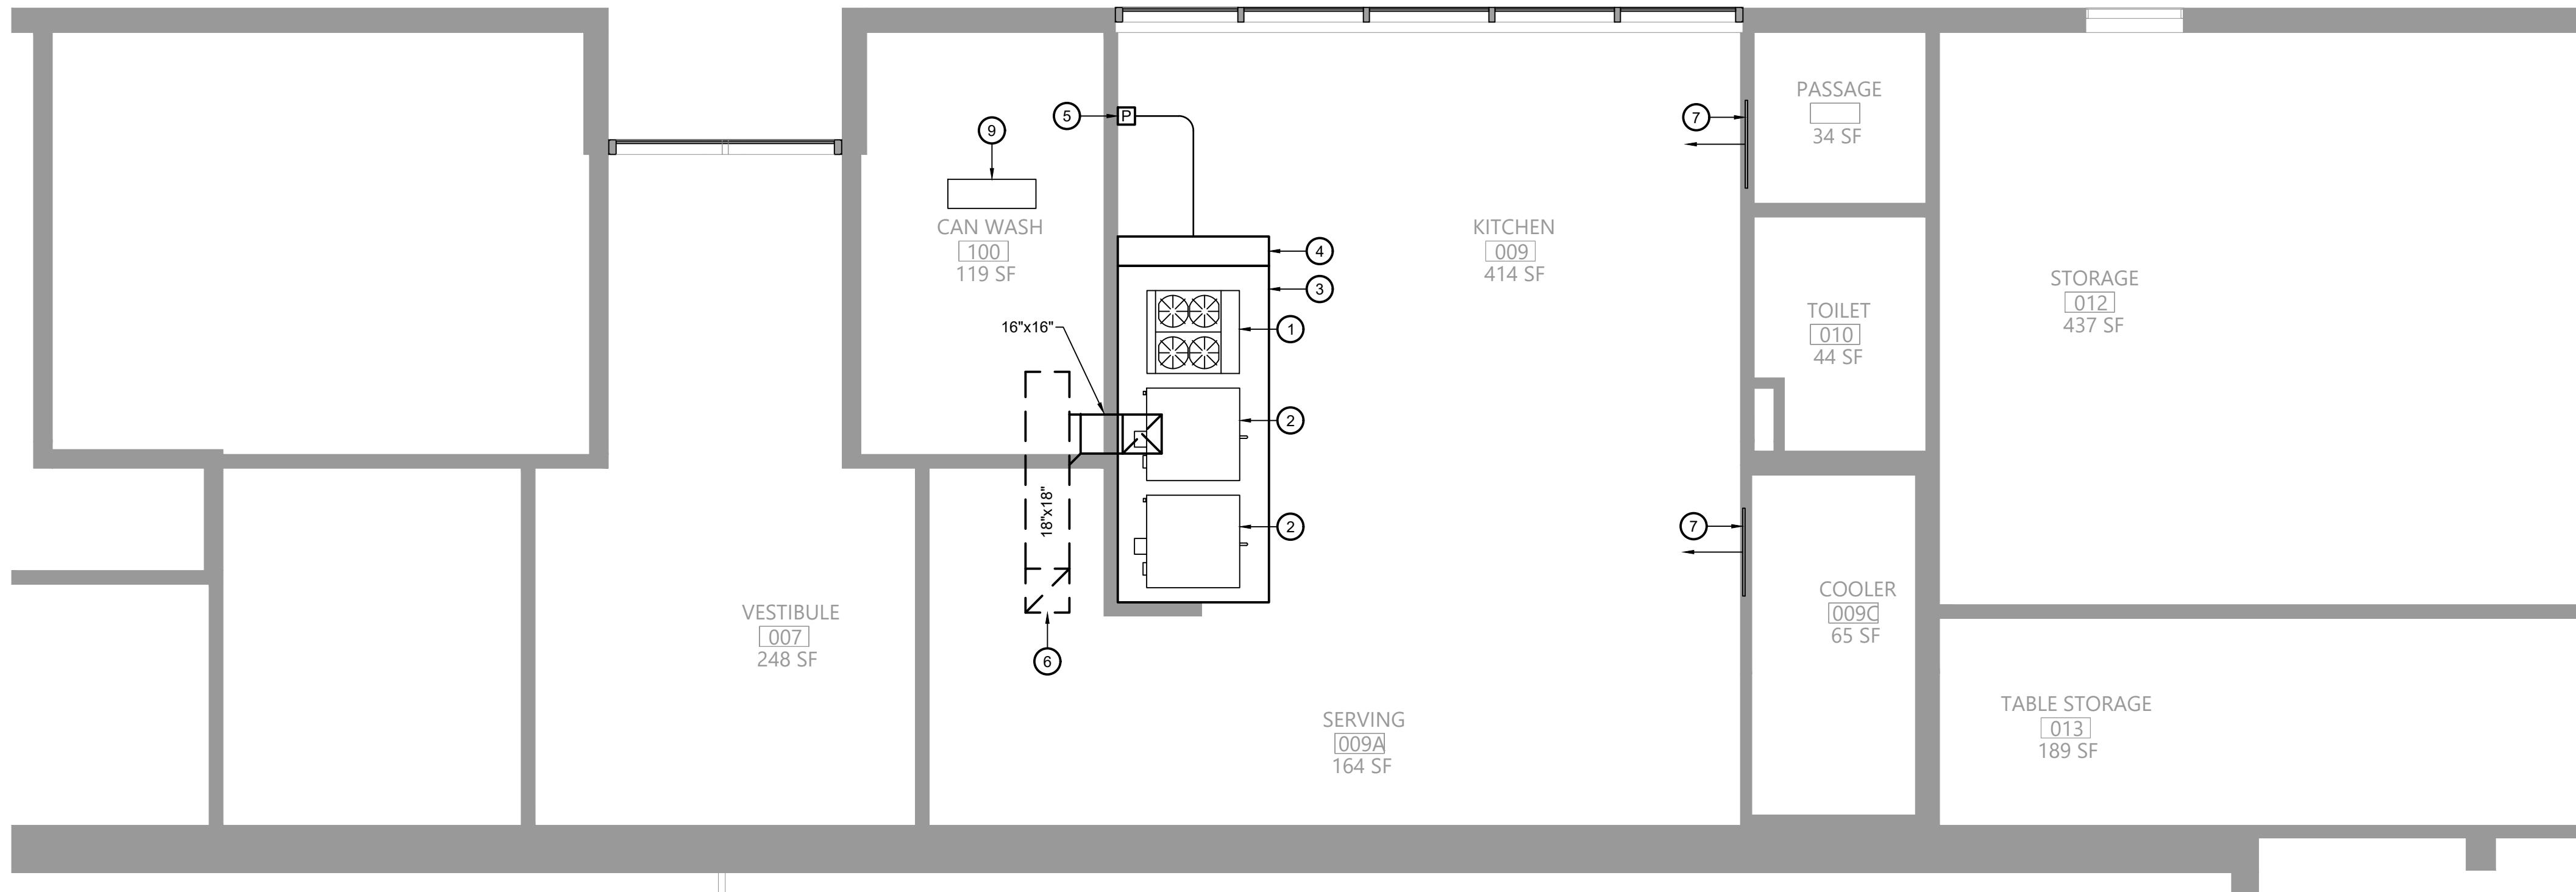 PASSAGE
34 SF
5
P
7
9
CAN WASH
100
119 SF
KITCHEN
009
414 SF
4
3
STORAGE
012
437 SF
TOILET
010
44 SF
16"x16"
1
2
18"x18"
2
7
COOLER
009C
65 SF
VESTIBULE
007
248 SF
6
SERVING
009A
164 SF
TABLE STORAGE
013
189 SF